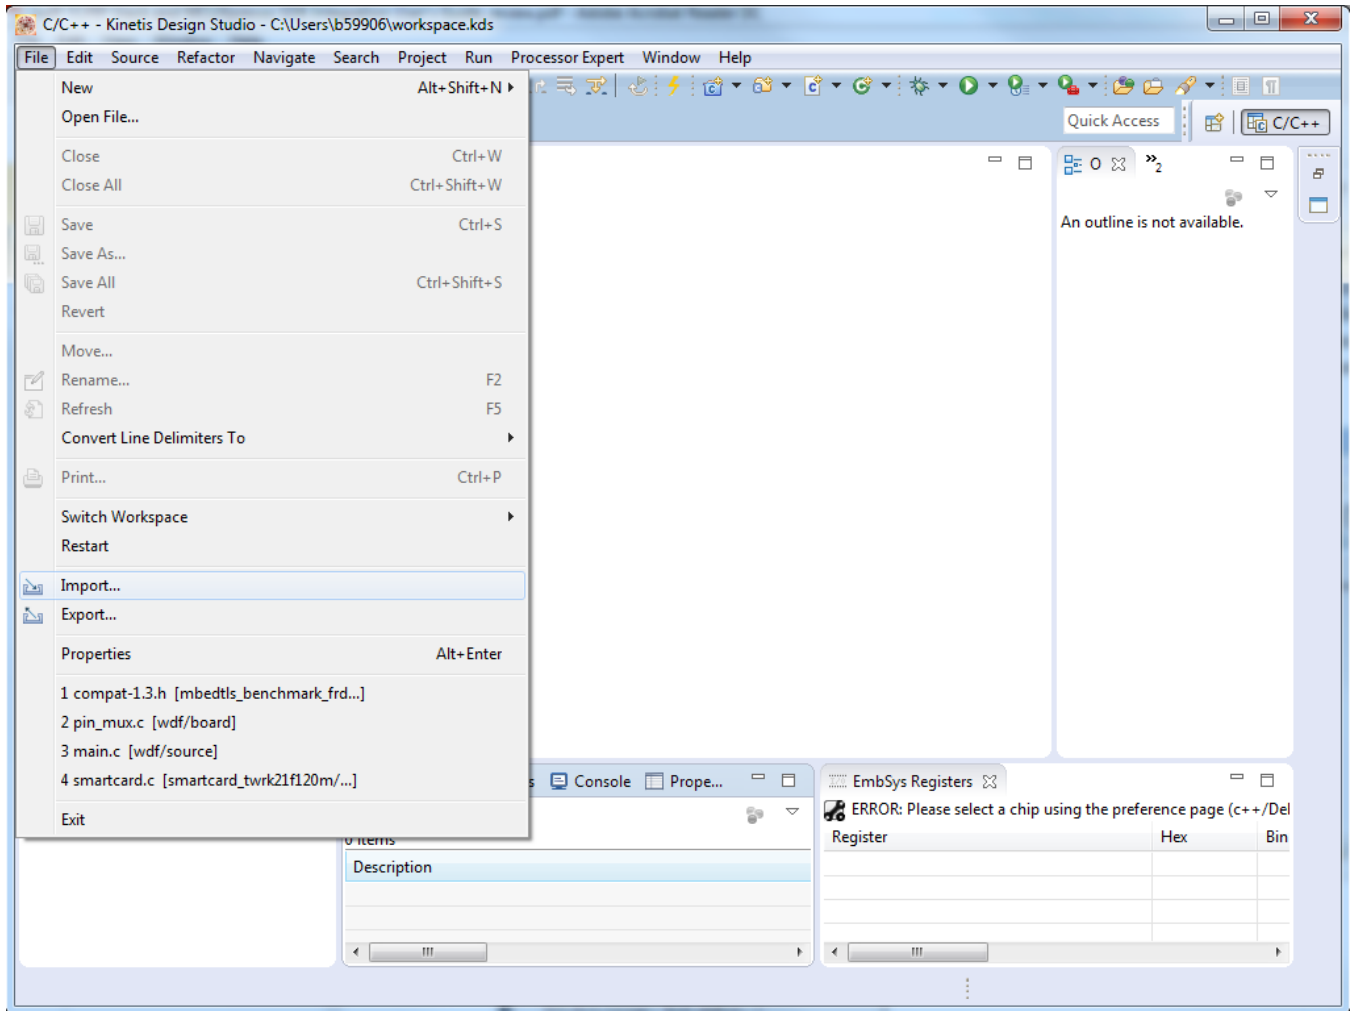 C/C++ - Kinetis Design Studio - C:\Users\b59906\workspace.kds
File Edit Source Refactor Navigate Search Project Run Processor Expert Window Help
New Alt+Shift+N
Open File...
Quick Access C/C++
Close Ctrl+W
Close All Ctrl+Shift+W
O »2
Save Ctrl+S
An outline is not available.
Save As...
Save All Ctrl+Shift+S
Revert
Move...
Rename... F2
Refresh F5
Convert Line Delimiters To
Print... Ctrl+P
Switch Workspace
Restart
Import...
Export...
Properties Alt+Enter
1 compat-1.3.h [mbedtls_benchmark_frd...]
2 pin_mux.c [wdf/board]
3 main.c [wdf/source]
4 smartcard.c [smartcard_twrk21f120m/...]
Exit
s Console Prope...
0 items
Description
EmbSys Registers
ERROR: Please select a chip using the preference page (c++/Del
Register Hex Bin